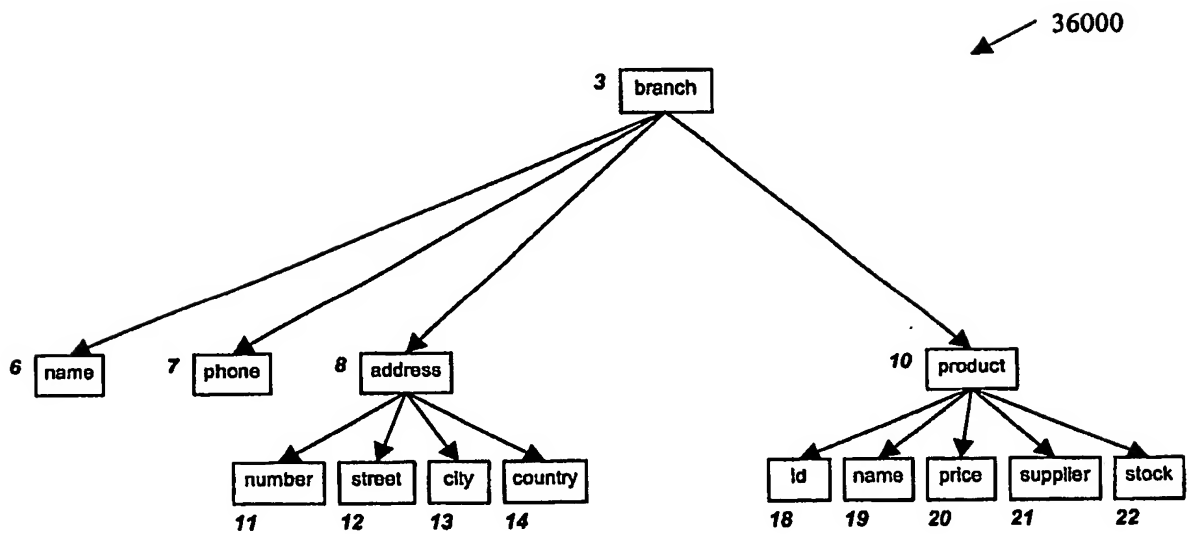 36000
3 branch
6 name 7 phone 8 address 10 product
number street city country id name price supplier stock
11 12 13 14 18 19 20 21 22